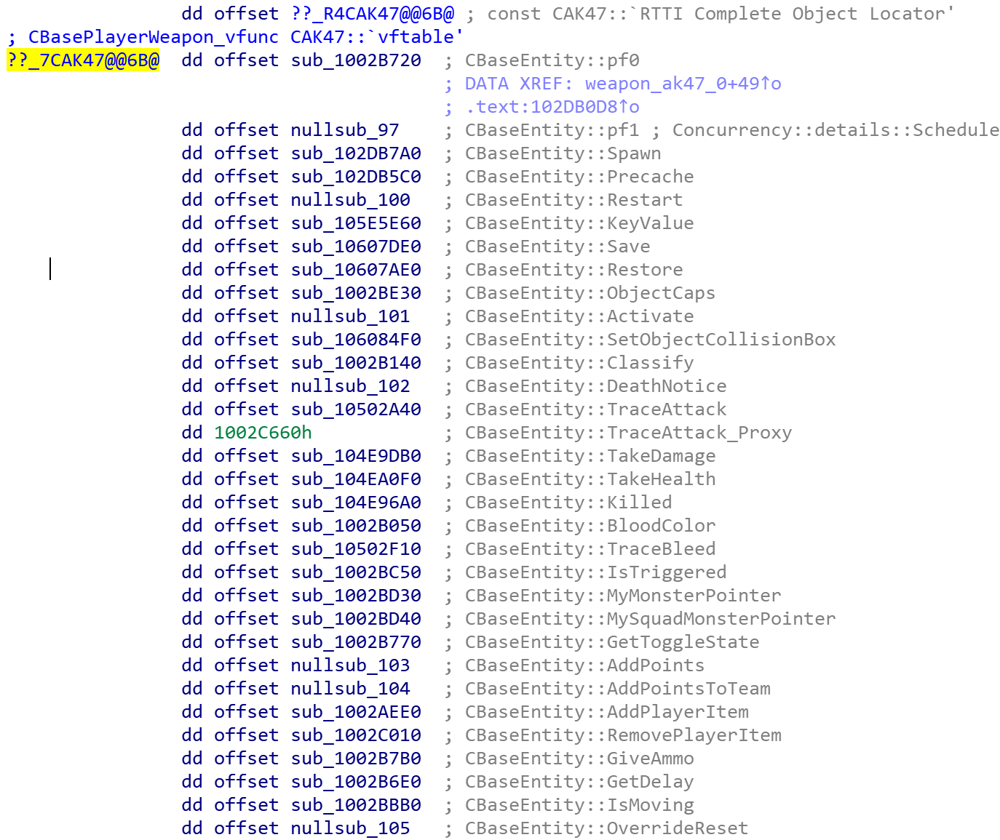 dd offset ??_R4CAK47@@6B@ ; const CAK47::`RTTI Complete Object Locator'
; CBasePlayerWeapon_vfunc CAK47::`vftable'
??_7CAK47@@6B@ dd offset sub_1002B720 ; CBaseEntity::pf0
; DATA XREF: weapon_ak47_0+49↑o
; .text:102DB0D8↑o
dd offset nullsub_97 ; CBaseEntity::pf1 ; Concurrency::details::Schedule
dd offset sub_102DB7A0 ; CBaseEntity::Spawn
dd offset sub_102DB5C0 ; CBaseEntity::Precache
dd offset nullsub_100 ; CBaseEntity::Restart
dd offset sub_105E5E60 ; CBaseEntity::KeyValue
dd offset sub_10607DE0 ; CBaseEntity::Save
dd offset sub_10607AE0 ; CBaseEntity::Restore
dd offset sub_1002BE30 ; CBaseEntity::ObjectCaps
dd offset nullsub_101 ; CBaseEntity::Activate
dd offset sub_106084F0 ; CBaseEntity::SetObjectCollisionBox
dd offset sub_1002B140 ; CBaseEntity::Classify
dd offset nullsub_102 ; CBaseEntity::DeathNotice
dd offset sub_10502A40 ; CBaseEntity::TraceAttack
dd 1002C660h ; CBaseEntity::TraceAttack_Proxy
dd offset sub_104E9DB0 ; CBaseEntity::TakeDamage
dd offset sub_104EA0F0 ; CBaseEntity::TakeHealth
dd offset sub_104E96A0 ; CBaseEntity::Killed
dd offset sub_1002B050 ; CBaseEntity::BloodColor
dd offset sub_10502F10 ; CBaseEntity::TraceBleed
dd offset sub_1002BC50 ; CBaseEntity::IsTriggered
dd offset sub_1002BD30 ; CBaseEntity::MyMonsterPointer
dd offset sub_1002BD40 ; CBaseEntity::MySquadMonsterPointer
dd offset sub_1002B770 ; CBaseEntity::GetToggleState
dd offset nullsub_103 ; CBaseEntity::AddPoints
dd offset nullsub_104 ; CBaseEntity::AddPointsToTeam
dd offset sub_1002AEE0 ; CBaseEntity::AddPlayerItem
dd offset sub_1002C010 ; CBaseEntity::RemovePlayerItem
dd offset sub_1002B7B0 ; CBaseEntity::GiveAmmo
dd offset sub_1002B6E0 ; CBaseEntity::GetDelay
dd offset sub_1002BBB0 ; CBaseEntity::IsMoving
dd offset nullsub_105 ; CBaseEntity::OverrideReset